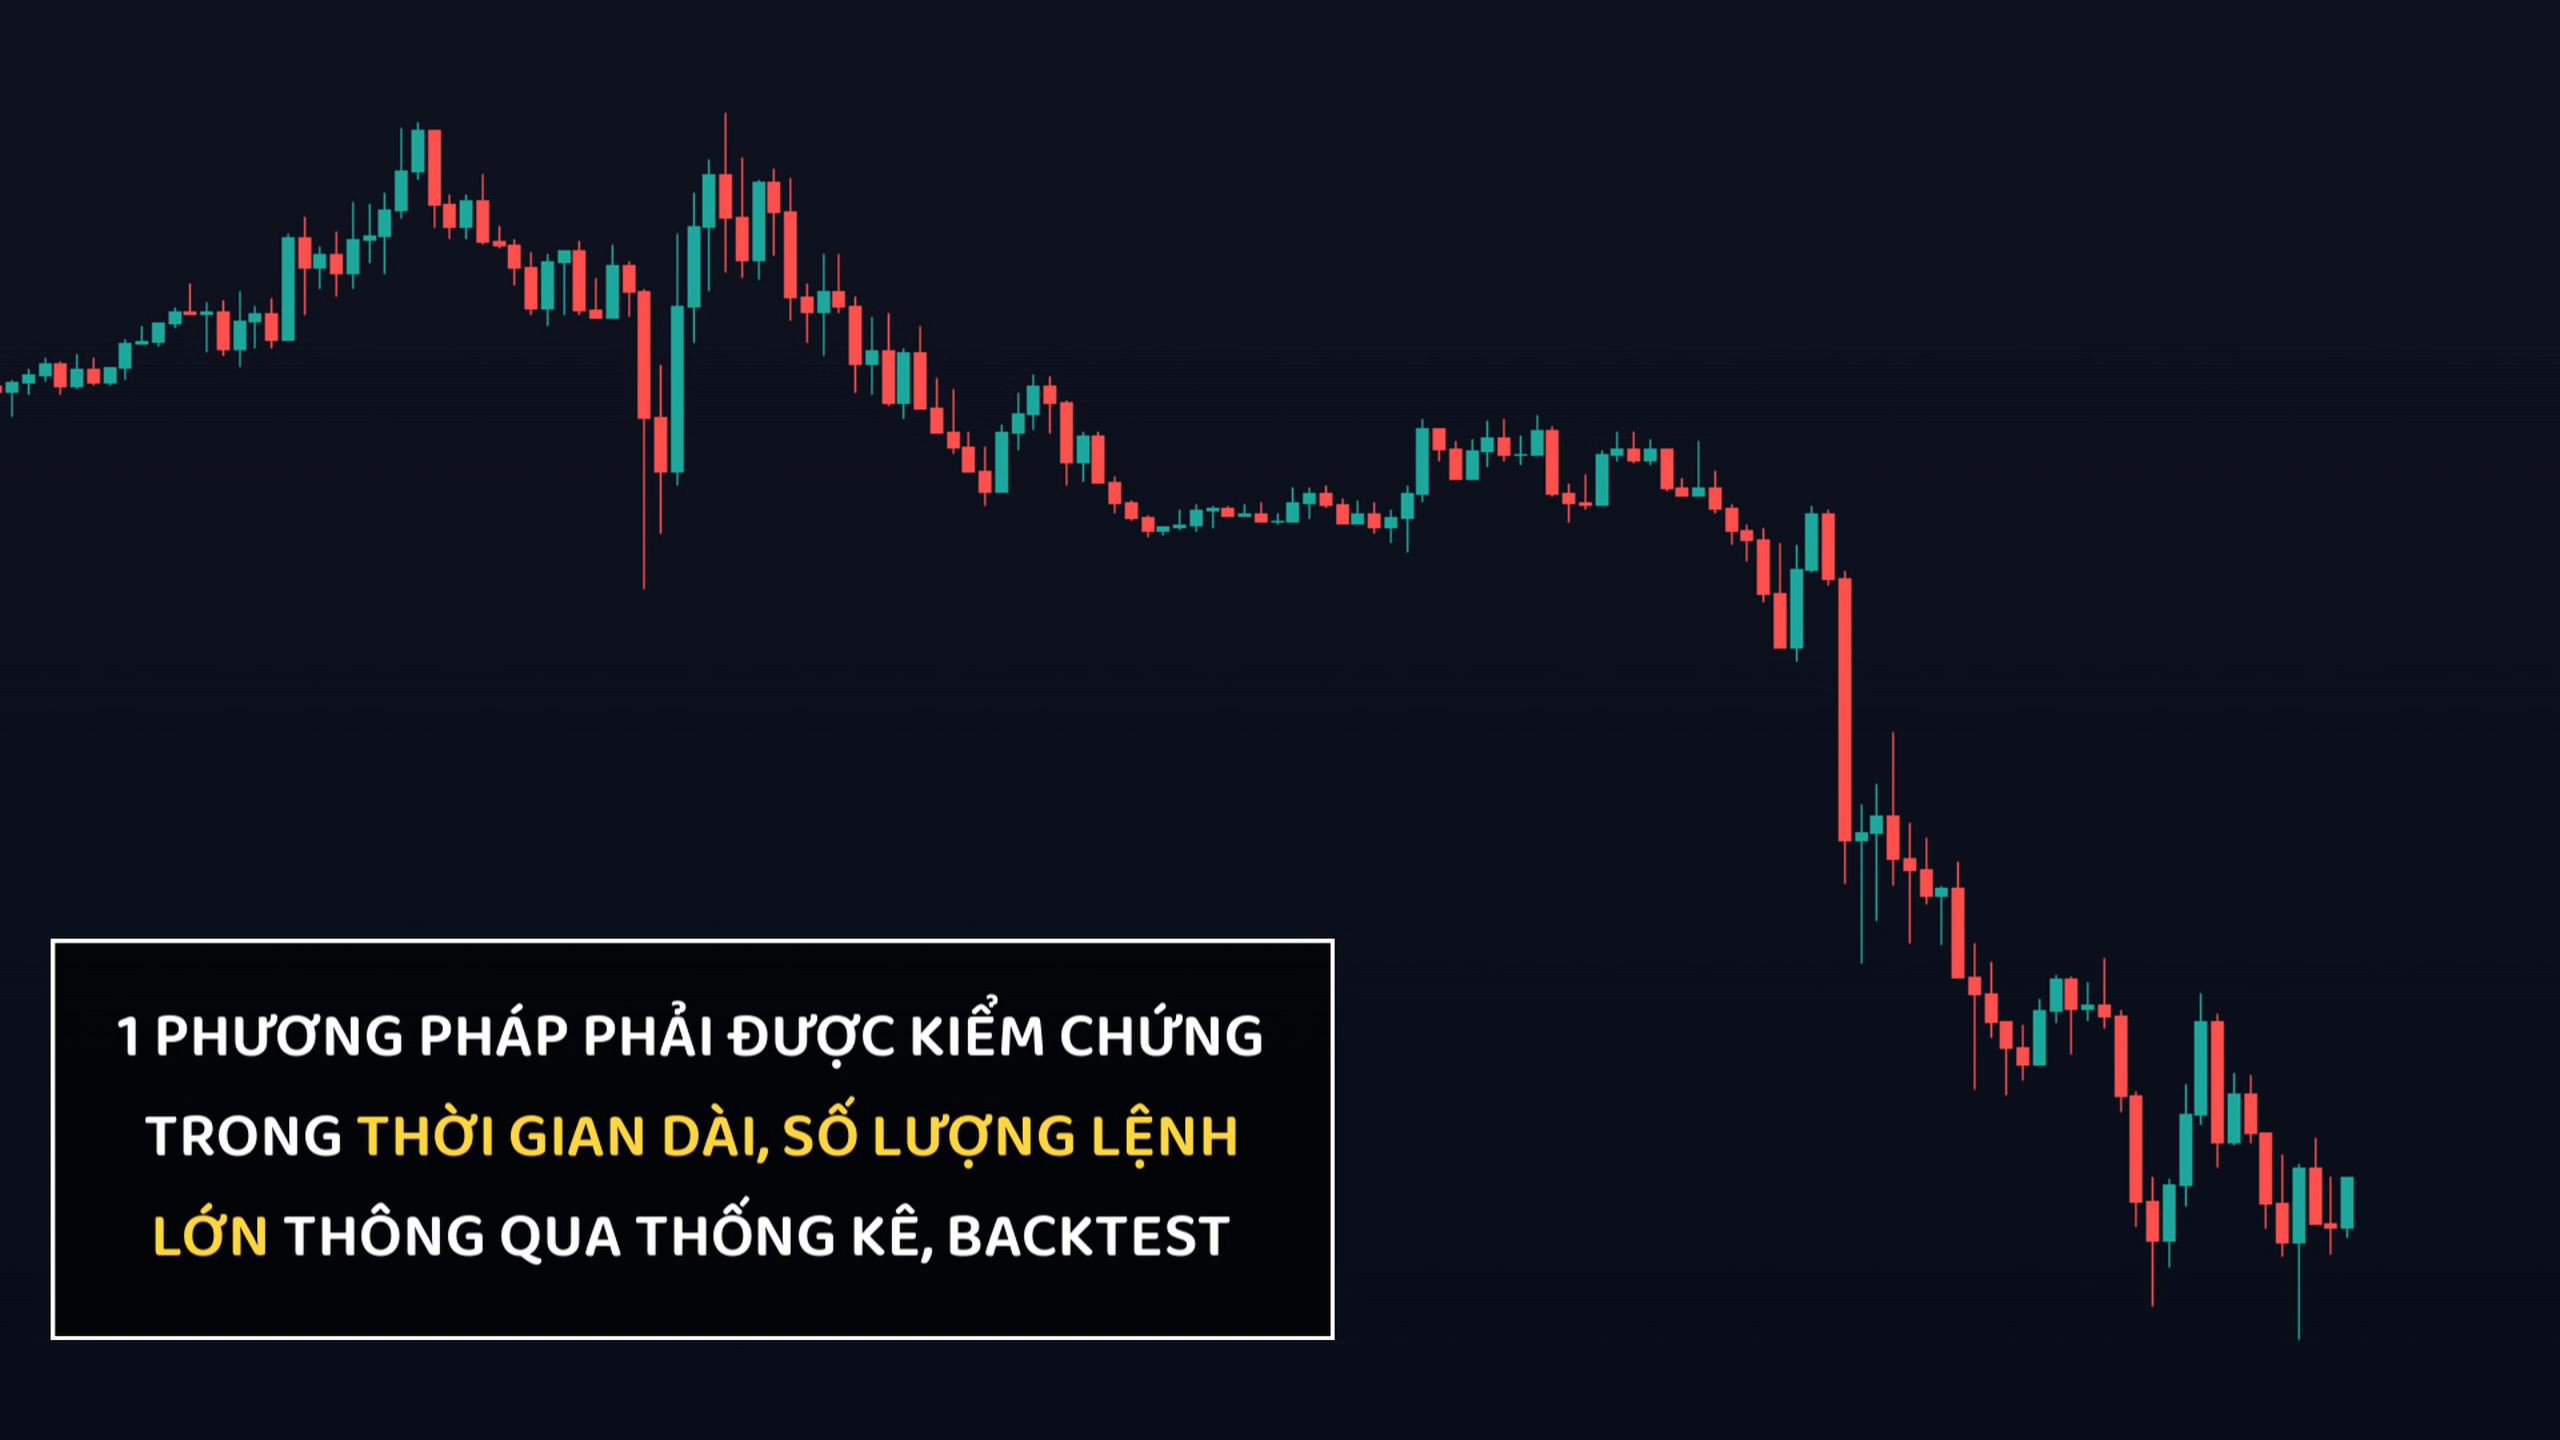 1 PHƯƠNG PHÁP PHẢI ĐƯỢC KIỂM CHỨNG
TRONG THỜI GIAN DÀI, SỐ LƯỢNG LỆNH
LỚN THÔNG QUA THỐNG KÊ, BACKTEST